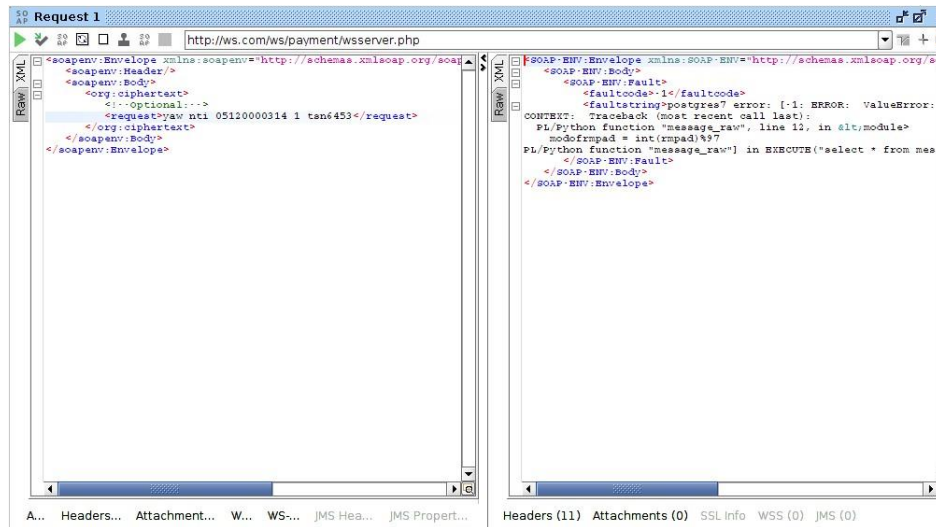 SO
AP
Request 1
http://ws.com/ws/payment/wsserver.php
XML
Raw
<soapenv:Envelope xmlns:soapenv="http://schemas.xmlsoap.org/soap
<soapenv:Header/>
<soapenv:Body>
<org:ciphertext>
<!--Optional:-->
<request>yaw nti 05120000314 1 tsn6453</request>
</org:ciphertext>
</soapenv:Body>
</soapenv:Envelope>
XML
Raw
<SOAP-ENV:Envelope xmlns:SOAP-ENV="http://schemas.xmlsoap.org/s
<SOAP-ENV:Body>
<SOAP-ENV:Fault>
<faultcode>-1</faultcode>
<faultstring>postgres7 error: [-1: ERROR:  ValueError:
CONTEXT:  Traceback (most recent call last):
PL/Python function "message_raw", line 12, in &lt;module>
modofrmpad = int(rmpad)%97
PL/Python function "message_raw"] in EXECUTE("select * from mes
</SOAP-ENV:Fault>
</SOAP-ENV:Body>
</SOAP-ENV:Envelope>
A... Headers... Attachment... W... WS-... JMS Hea... JMS Propert...
Headers (11) Attachments (0) SSL Info WSS (0) JMS (0)